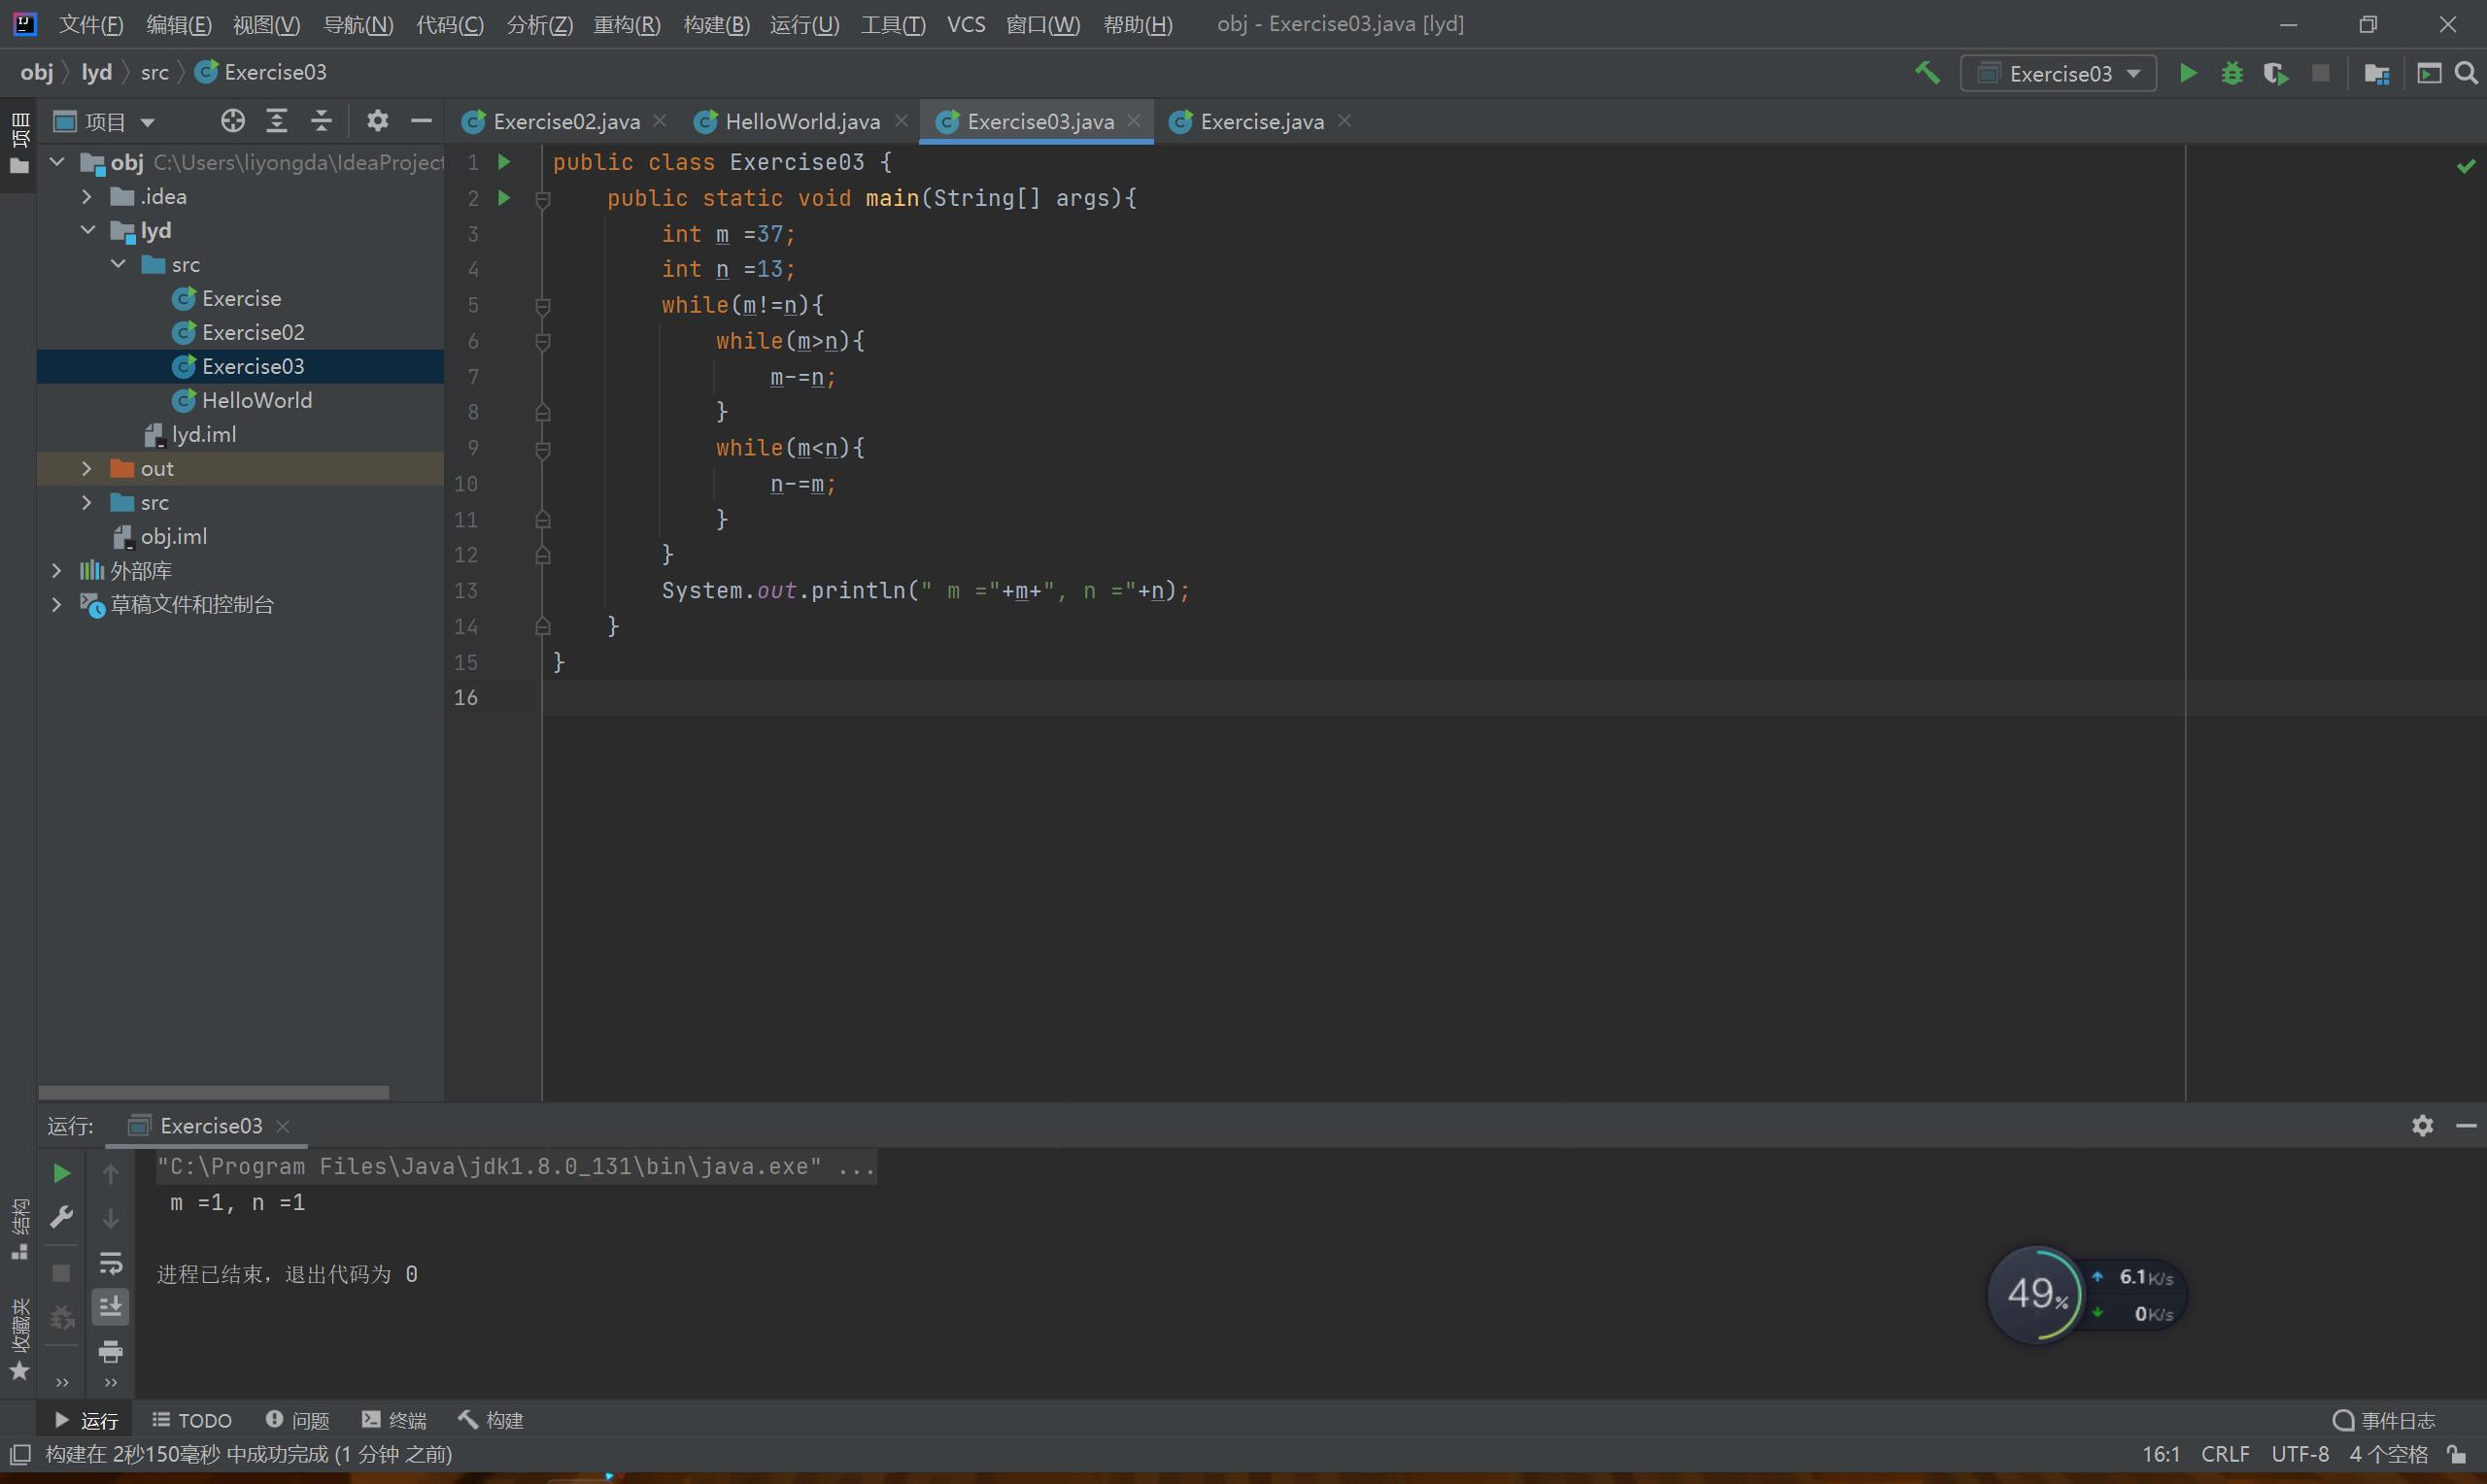 文件(F) 编辑(E) 视图(V) 导航(N) 代码(C) 分析(Z) 重构(R) 构建(B) 运行(U) 工具(T) VCS 窗口(W) 帮助(H) obj - Exercise03.java [lyd]
obj lyd src Exercise03 Exercise03
项目
项目
Exercise02.java HelloWorld.java Exercise03.java Exercise.java
obj C:\Users\liyongda\IdeaProject
.idea
lyd
src
Exercise
Exercise02
Exercise03
HelloWorld
lyd.iml
out
src
obj.iml
外部库
草稿文件和控制台
1 public class Exercise03 {
2 public static void main(String[] args){
3 int m =37;
4 int n =13;
5 while(m!=n){
6 while(m>n){
7 m-=n;
8 }
9 while(m<n){
10 n-=m;
11 }
12 }
13 System.out.println(" m ="+m+", n ="+n);
14 }
15 }
16
运行: Exercise03
"C:\Program Files\Java\jdk1.8.0_131\bin\java.exe" ...
m =1, n =1
进程已结束，退出代码为 0
结构
收藏夹
49%
6.1K/s
0K/s
运行 TODO 问题 终端 构建 事件日志
构建在 2秒150毫秒 中成功完成 (1 分钟 之前) 16:1 CRLF UTF-8 4 个空格